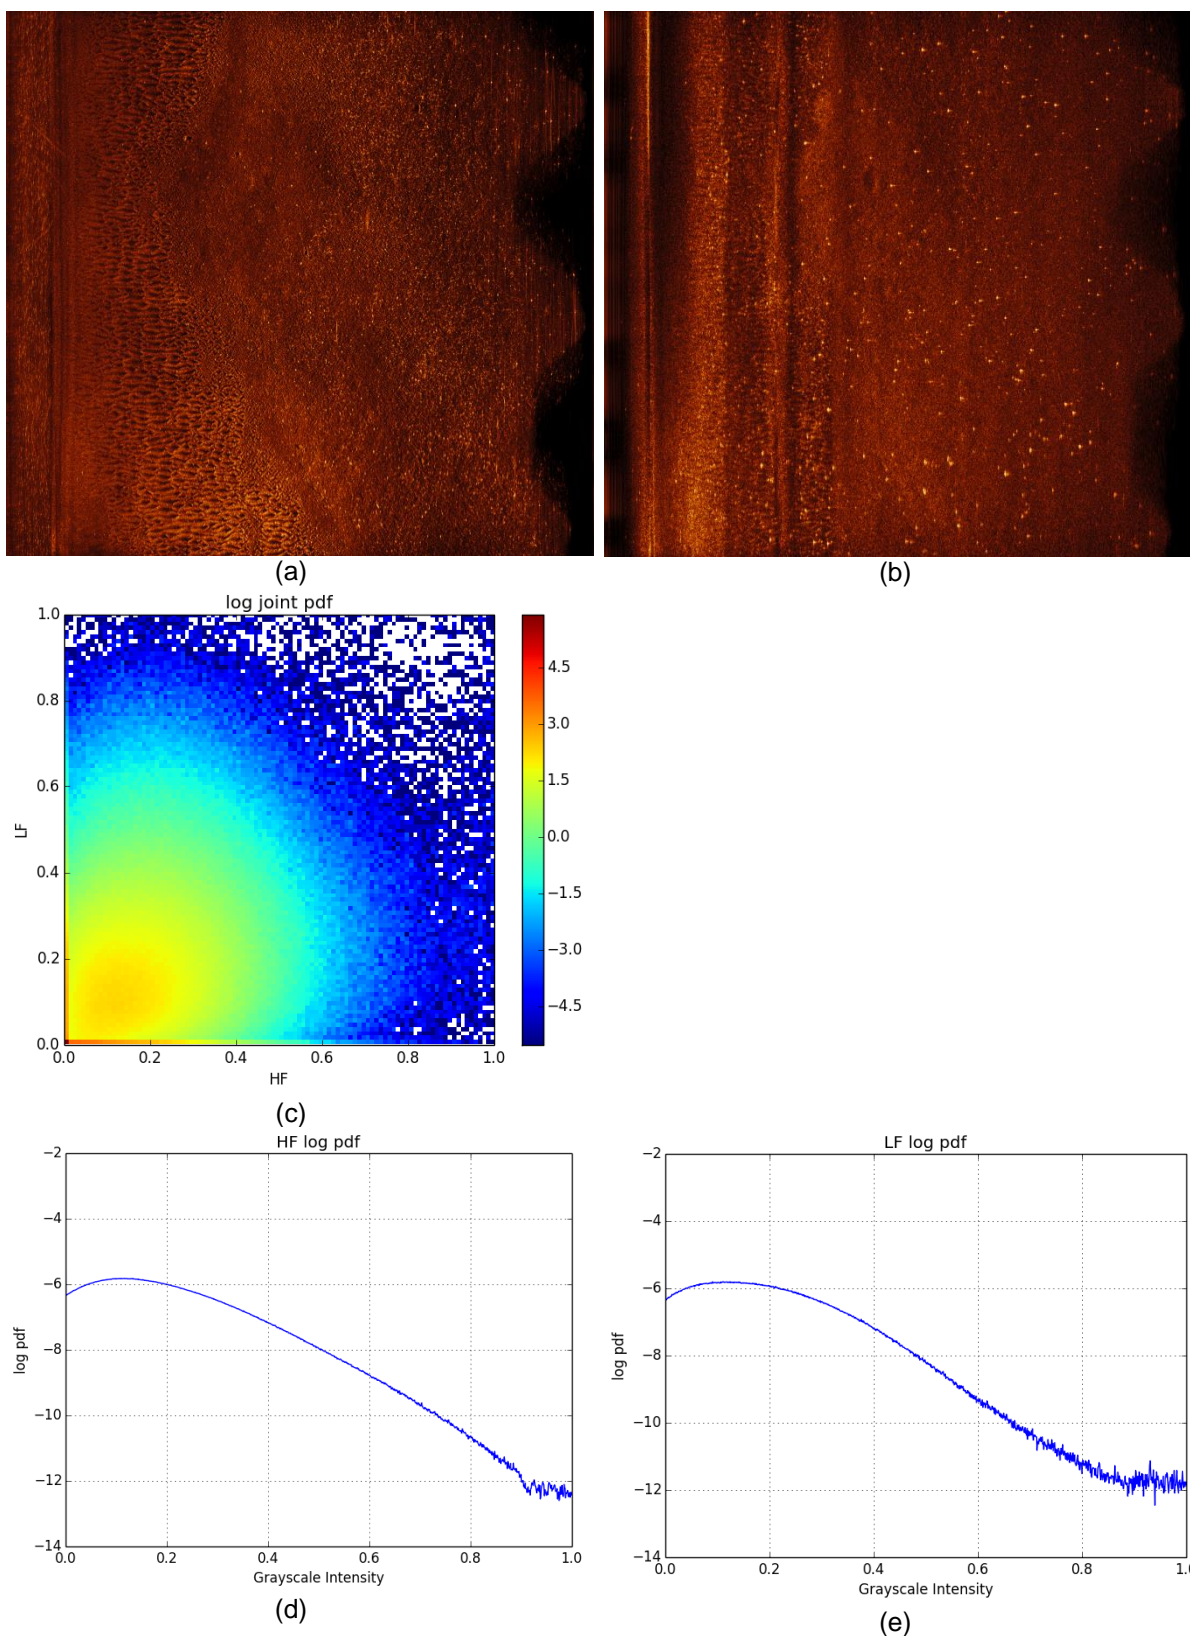 (a)
(b)
log joint pdf
1.0
0.8
0.6
0.4
0.2
0.0
LF
0.0 0.2 0.4 0.6 0.8 1.0
HF
4.5
3.0
1.5
0.0
−1.5
−3.0
−4.5
(c)
HF log pdf
−2
−4
−6
−8
−10
−12
−14
log pdf
0.0 0.2 0.4 0.6 0.8 1.0
Grayscale Intensity
(d)
LF log pdf
−2
−4
−6
−8
−10
−12
−14
log pdf
0.0 0.2 0.4 0.6 0.8 1.0
Grayscale Intensity
(e)